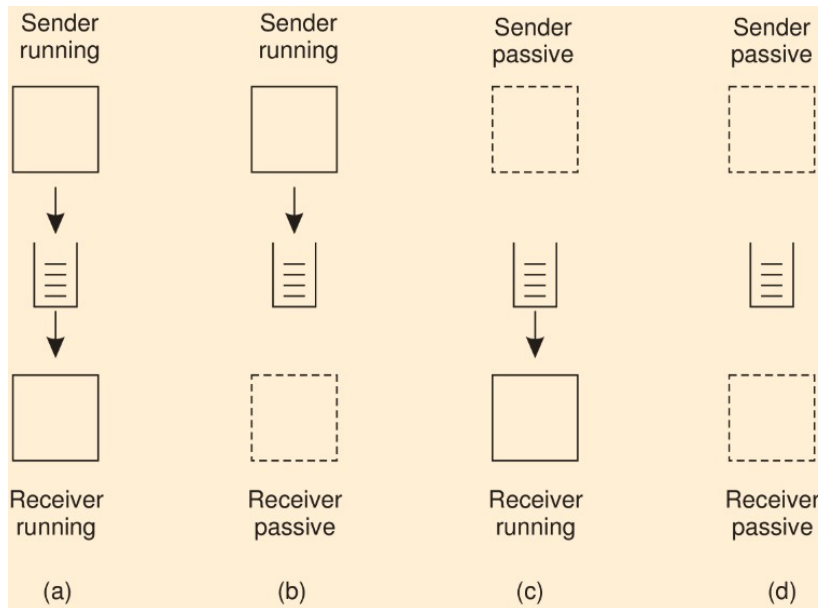 Sender
running
Sender
running
Sender
passive
Sender
passive
Receiver
running
Receiver
passive
Receiver
running
Receiver
passive
(a)
(b)
(c)
(d)